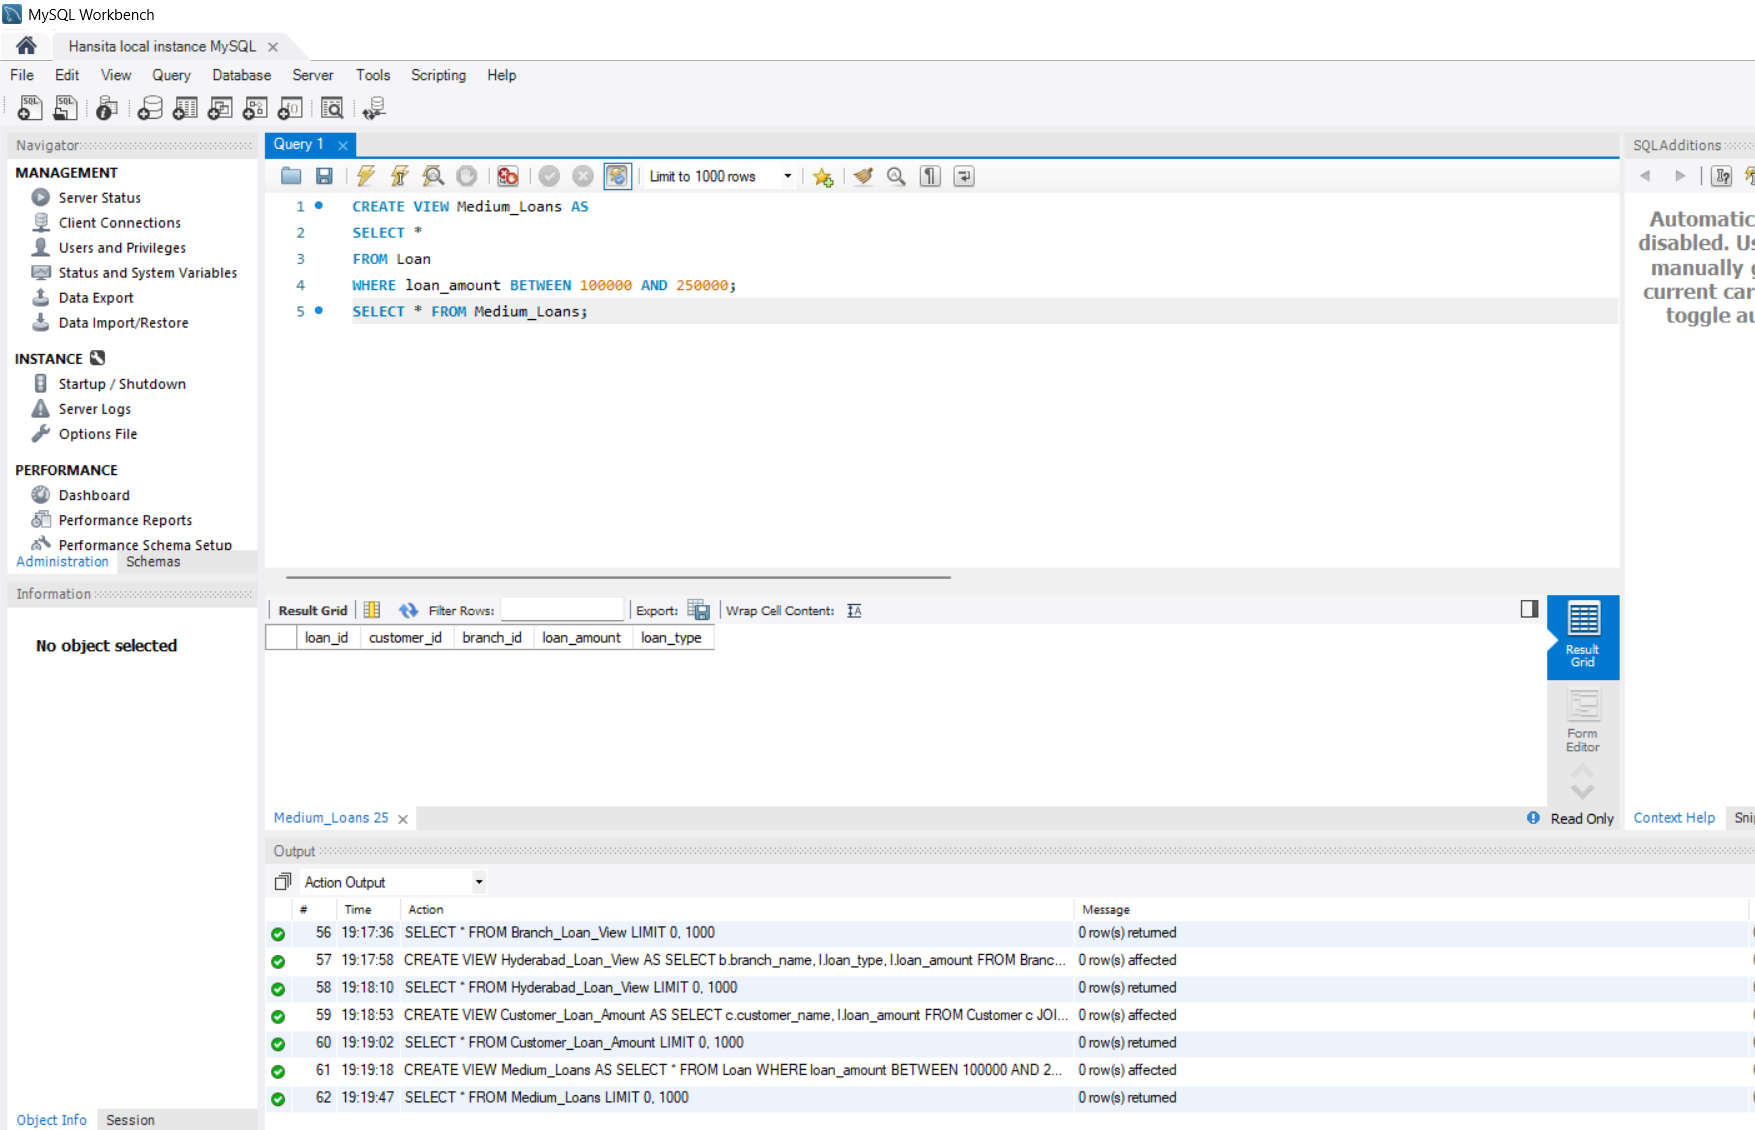 MySQL Workbench
Hansita local instance MySQL
File Edit View Query Database Server Tools Scripting Help
Navigator
MANAGEMENT
Server Status
Client Connections
Users and Privileges
Status and System Variables
Data Export
Data Import/Restore
INSTANCE
Startup / Shutdown
Server Logs
Options File
PERFORMANCE
Dashboard
Performance Reports
Performance Schema Setup
Administration Schemas
Information
No object selected
Object Info Session
Query 1
Limit to 1000 rows
1 CREATE VIEW Medium_Loans AS
2 SELECT *
3 FROM Loan
4 WHERE loan_amount BETWEEN 100000 AND 250000;
5 SELECT * FROM Medium_Loans;
Result Grid Filter Rows: Export: Wrap Cell Content:
loan_id customer_id branch_id loan_amount loan_type
Result
Grid
Form
Editor
Medium_Loans 25
Read Only
SQLAdditions
Automatic
disabled. Us
manually g
current car
toggle au
Context Help Snip
Output
Action Output
# Time Action Message
56 19:17:36 SELECT * FROM Branch_Loan_View LIMIT 0, 1000 0 row(s) returned
57 19:17:58 CREATE VIEW Hyderabad_Loan_View AS SELECT b.branch_name, l.loan_type, l.loan_amount FROM Branc... 0 row(s) affected
58 19:18:10 SELECT * FROM Hyderabad_Loan_View LIMIT 0, 1000 0 row(s) returned
59 19:18:53 CREATE VIEW Customer_Loan_Amount AS SELECT c.customer_name, l.loan_amount FROM Customer c JOI... 0 row(s) affected
60 19:19:02 SELECT * FROM Customer_Loan_Amount LIMIT 0, 1000 0 row(s) returned
61 19:19:18 CREATE VIEW Medium_Loans AS SELECT * FROM Loan WHERE loan_amount BETWEEN 100000 AND 2... 0 row(s) affected
62 19:19:47 SELECT * FROM Medium_Loans LIMIT 0, 1000 0 row(s) returned